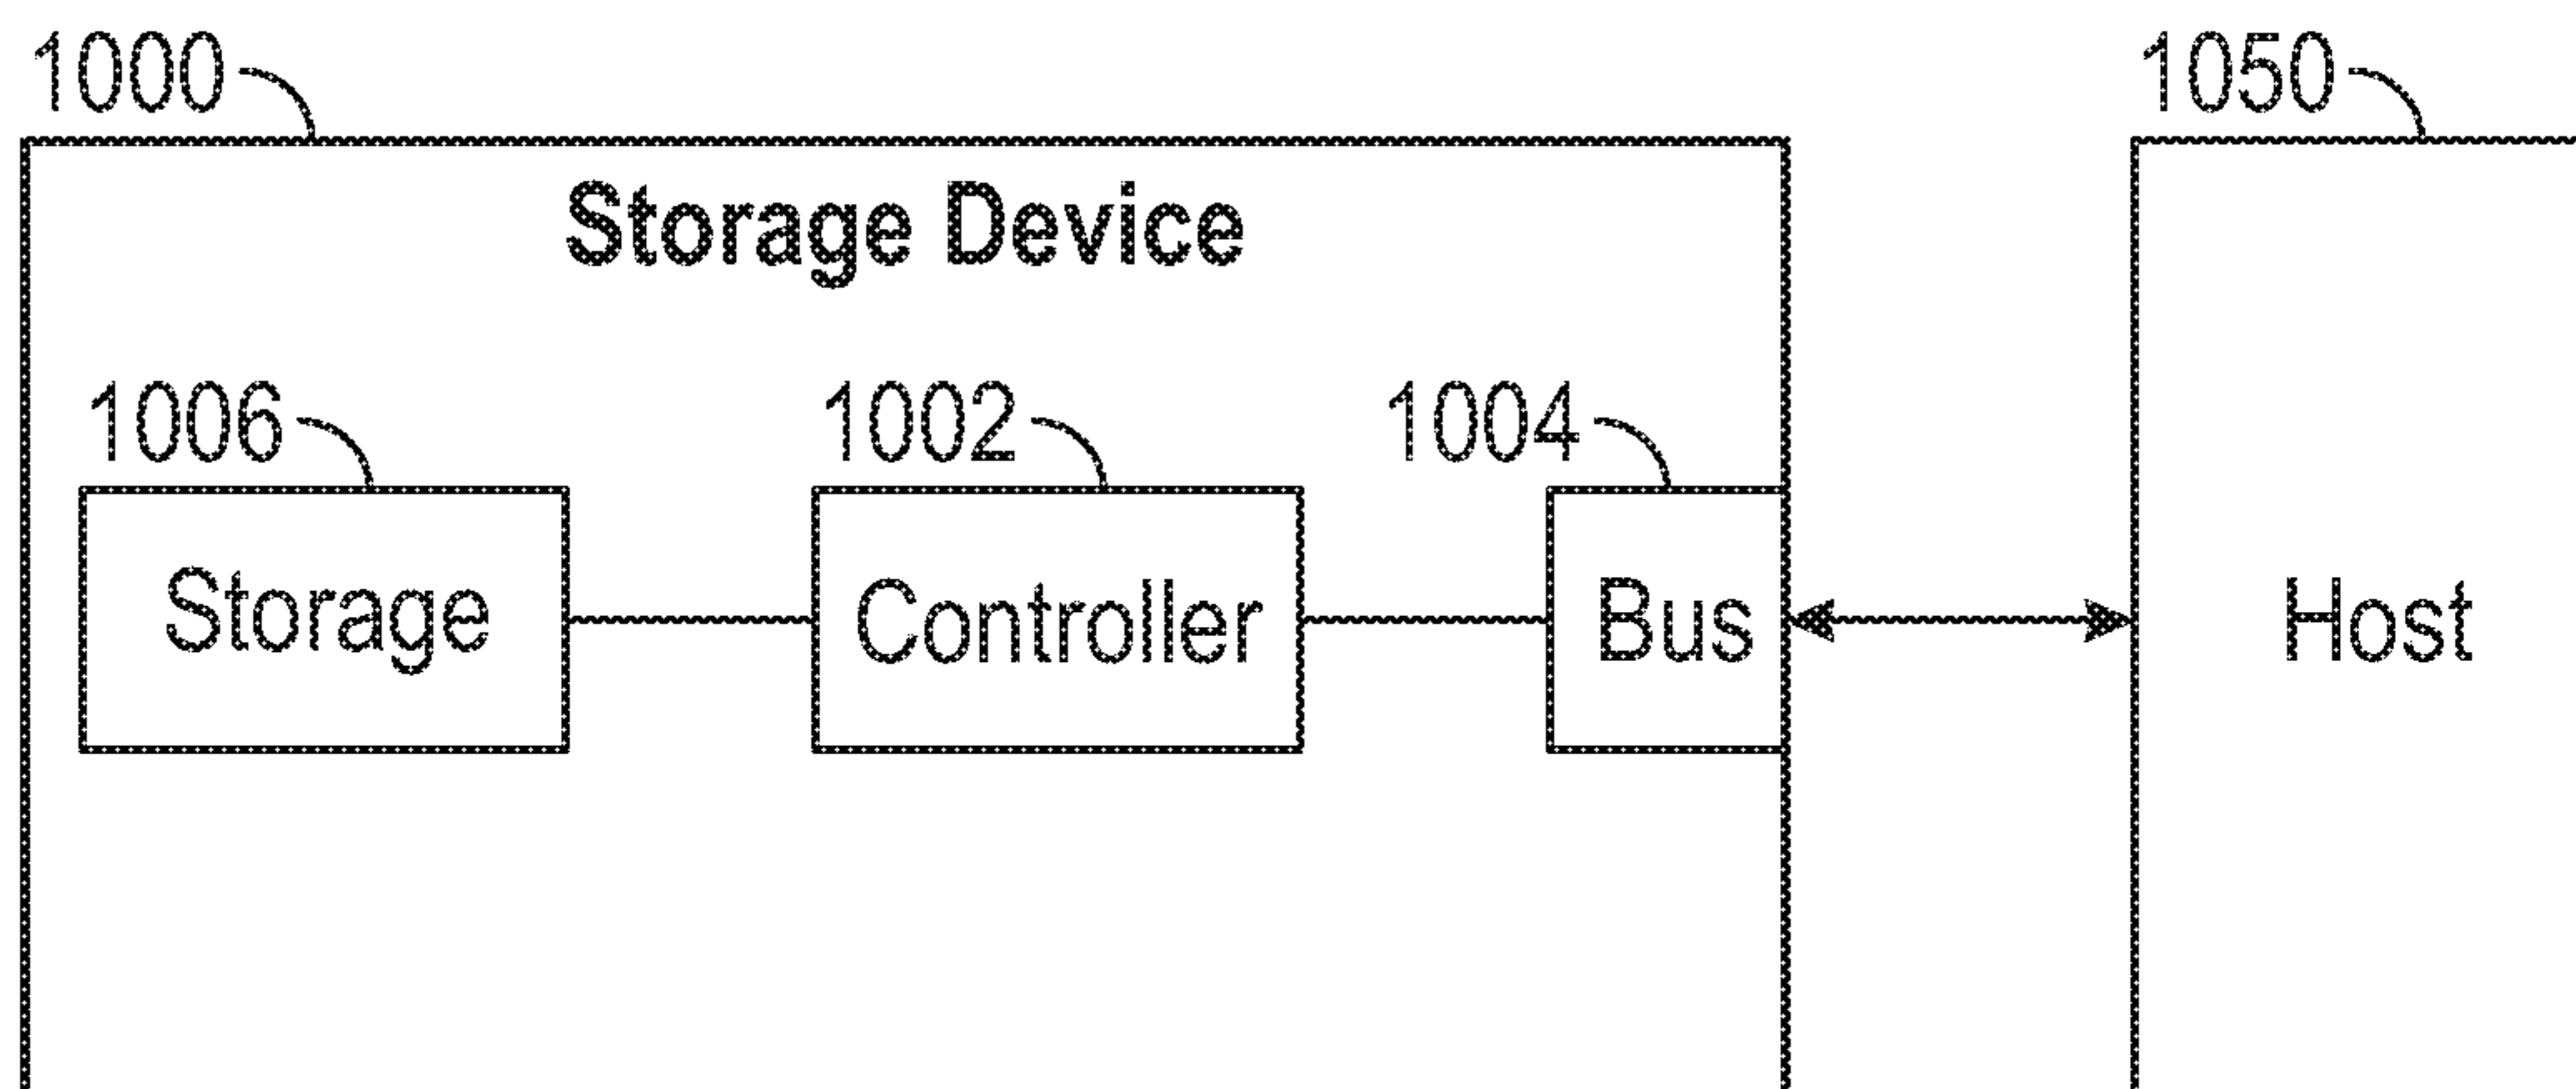 1000
1050
Storage Device
1006
1002
1004
Storage
Controller
Bus
Host